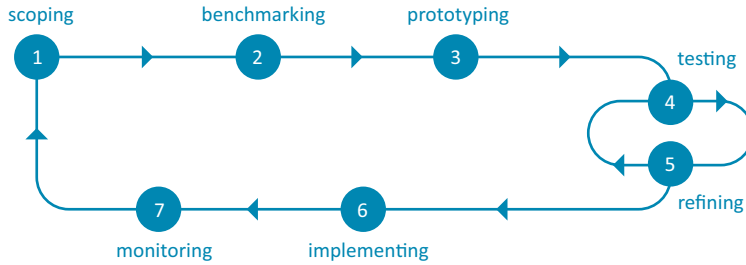 scoping
benchmarking
prototyping
1
2
3
testing
4
5
refining
7
6
monitoring
implementing